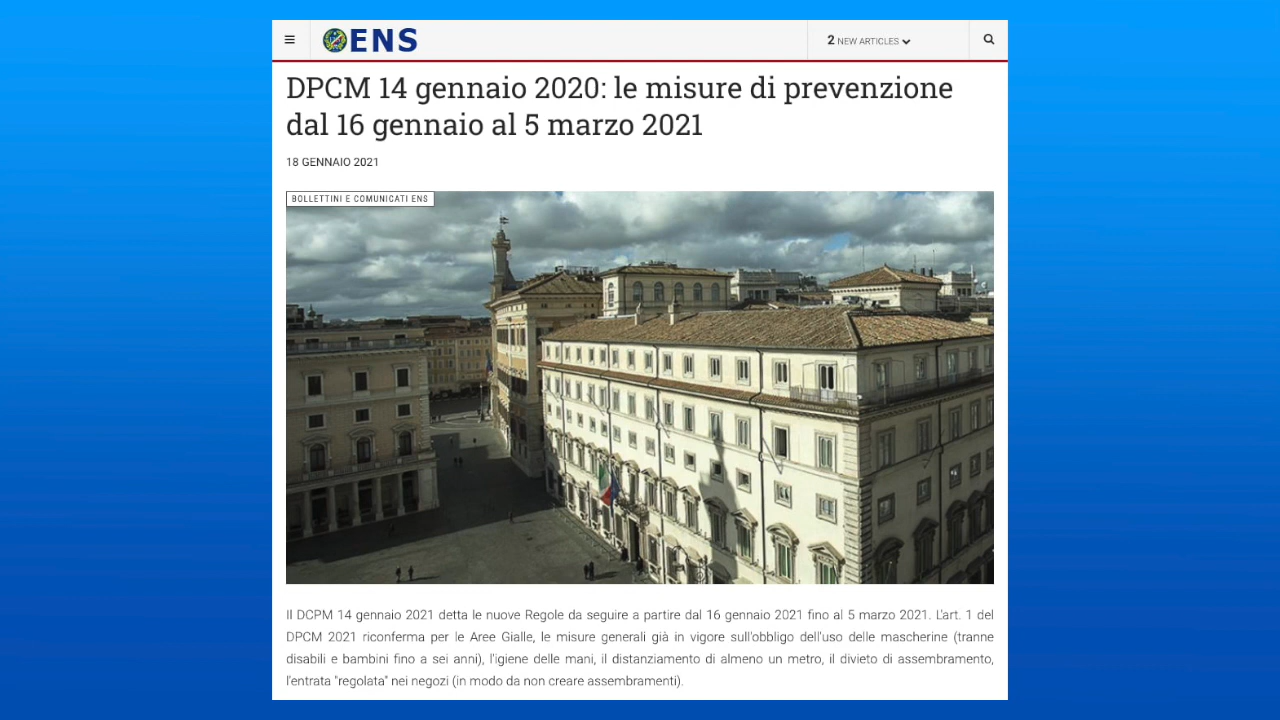 ENS
2 NEW ARTICLES
DPCM 14 gennaio 2020: le misure di prevenzione
dal 16 gennaio al 5 marzo 2021
18 GENNAIO 2021
BOLLETTINI E COMUNICATI ENS
Il DCPM 14 gennaio 2021 detta le nuove Regole da seguire a partire dal 16 gennaio 2021 fino al 5 marzo 2021. L'art. 1 del
DPCM 2021 riconferma per le Aree Gialle, le misure generali già in vigore sull'obbligo dell'uso delle mascherine (tranne
disabili e bambini fino a sei anni), l'igiene delle mani, il distanziamento di almeno un metro, il divieto di assembramento,
l'entrata "regolata" nei negozi (in modo da non creare assembramenti).